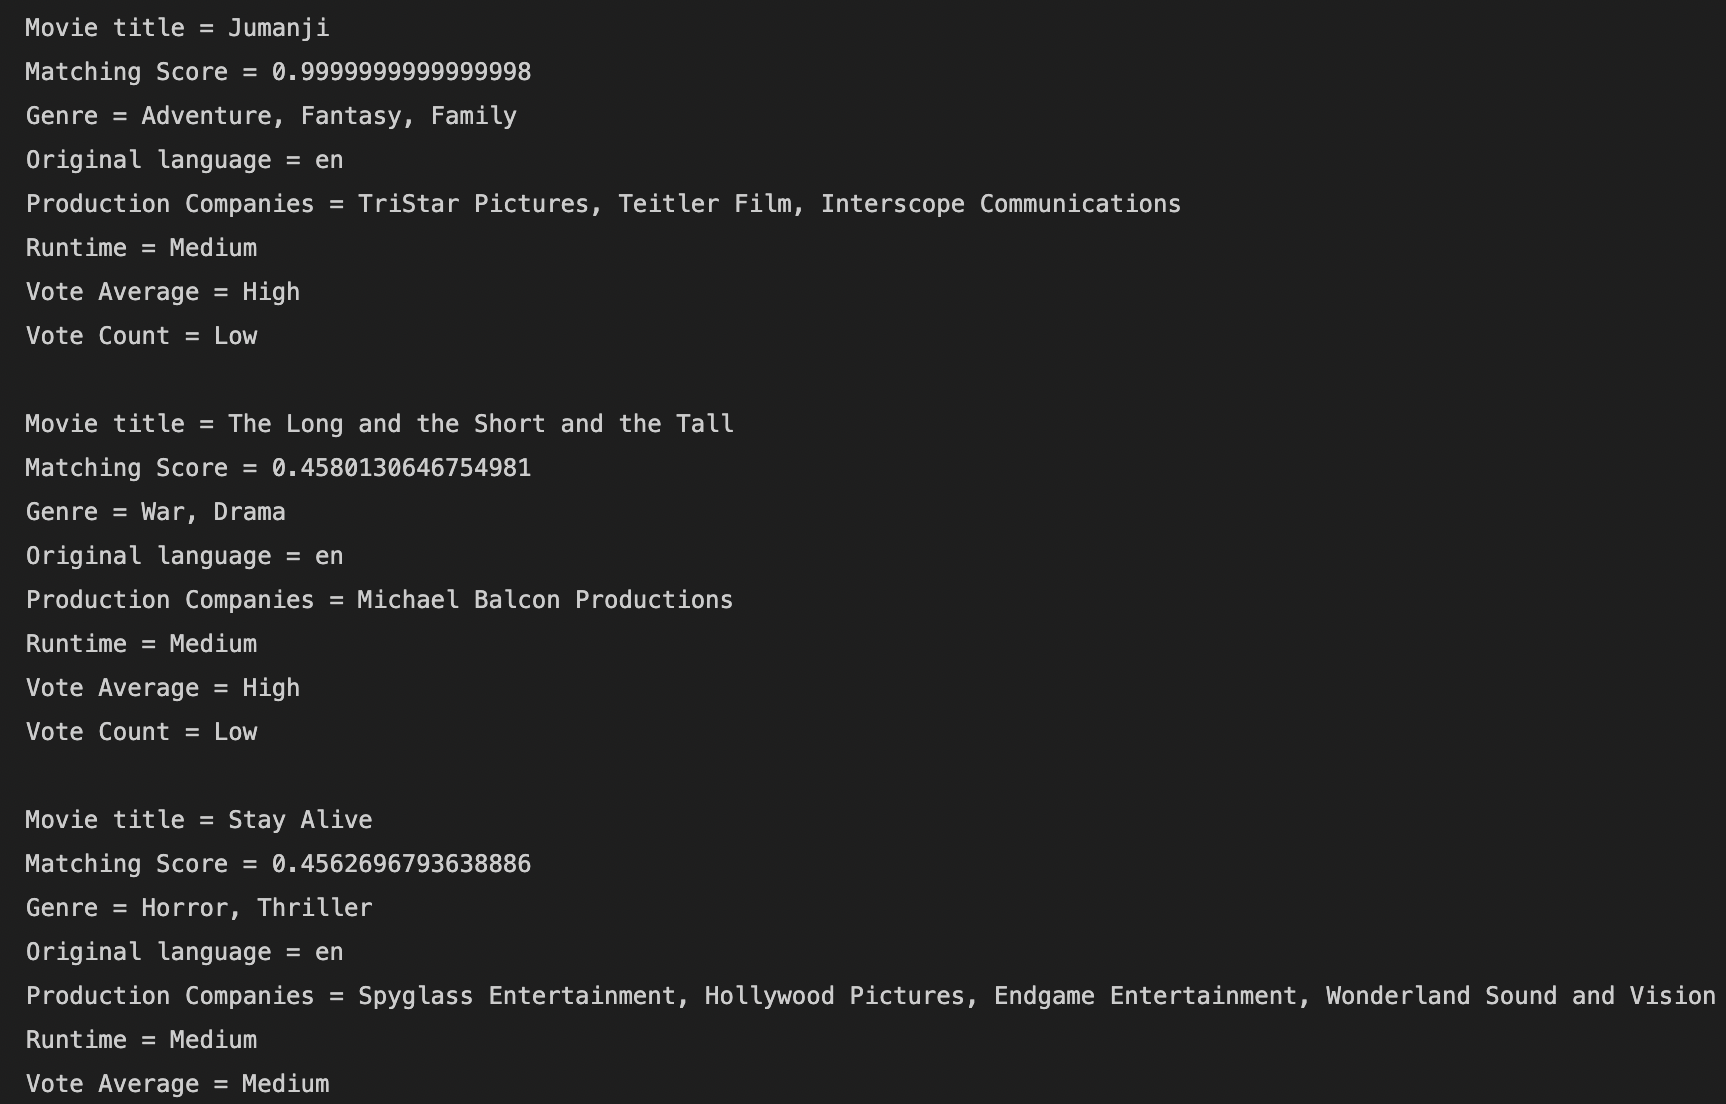 Movie title = Jumanji
Matching Score = 0.9999999999999998
Genre = Adventure, Fantasy, Family
Original language = en
Production Companies = TriStar Pictures, Teitler Film, Interscope Communications
Runtime = Medium
Vote Average = High
Vote Count = Low
Movie title = The Long and the Short and the Tall
Matching Score = 0.4580130646754981
Genre = War, Drama
Original language = en
Production Companies = Michael Balcon Productions
Runtime = Medium
Vote Average = High
Vote Count = Low
Movie title = Stay Alive
Matching Score = 0.4562696793638886
Genre = Horror, Thriller
Original language = en
Production Companies = Spyglass Entertainment, Hollywood Pictures, Endgame Entertainment, Wonderland Sound and Vision
Runtime = Medium
Vote Average = Medium